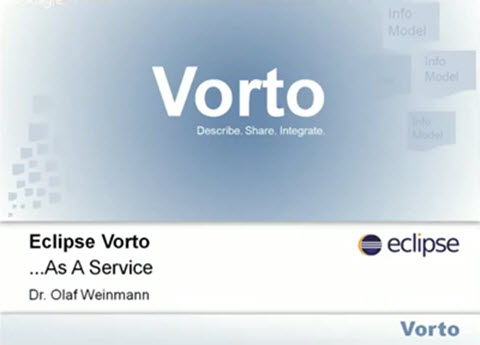 Info
Model
Info
Model
Info
Model
Vorto
Describe. Share. Integrate.
Eclipse Vorto
...As A Service
Dr. Olaf Weinmann
eclipse
Vorto